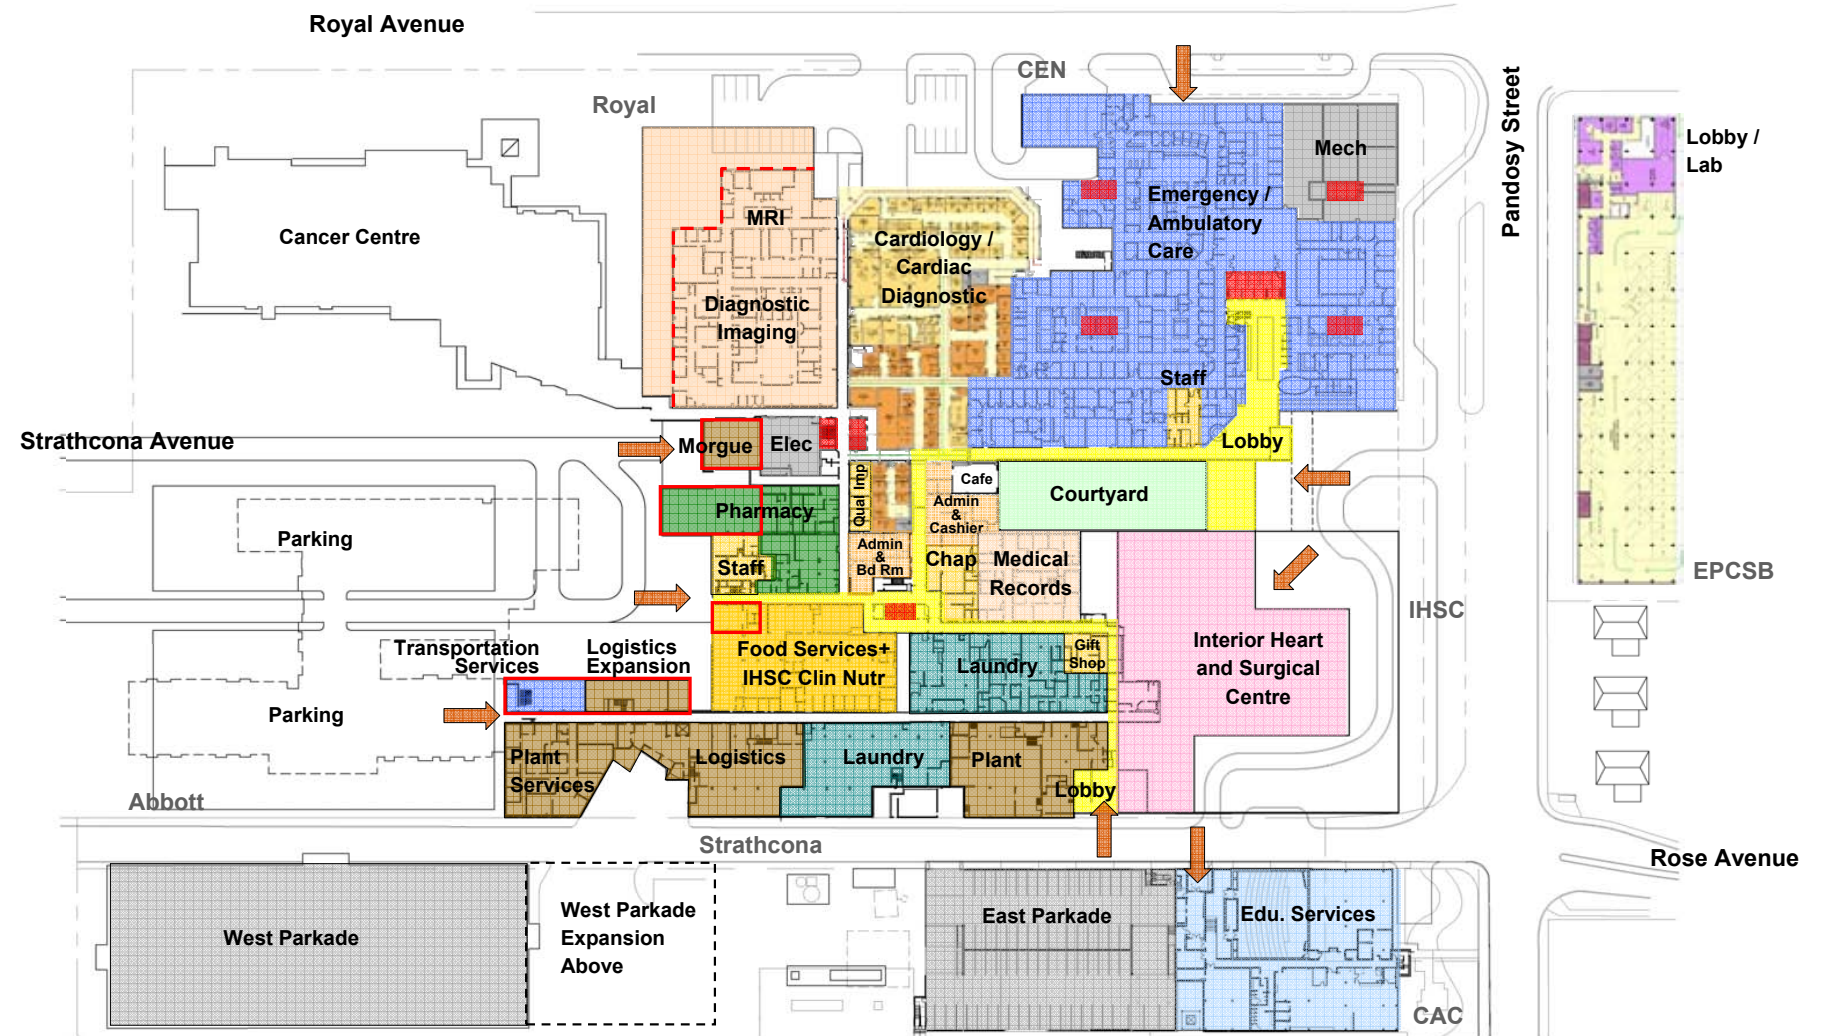 Royal Avenue
CEN
Royal
Pandosy Street
Lobby /
Lab
Mech
Cancer Centre
MRI
Emergency /
Ambulatory
Care
Cardiology /
Cardiac
Diagnostic
Diagnostic
Imaging
Staff
Strathcona Avenue
Morgue
Elec
Lobby
Qual Imp
Cafe
Admin
&
Cashier
Courtyard
Pharmacy
Parking
Admin
&
Bd Rm
Chap
Medical
Records
Staff
EPCSB
IHSC
Transportation
Services
Logistics
Expansion
Food Services+
IHSC Clin Nutr
Laundry
Gift
Shop
Interior Heart
and Surgical
Centre
Parking
Plant
Services
Logistics
Laundry
Plant
Lobby
Abbott
Strathcona
Rose Avenue
West Parkade
West Parkade
Expansion
Above
East Parkade
Edu. Services
CAC